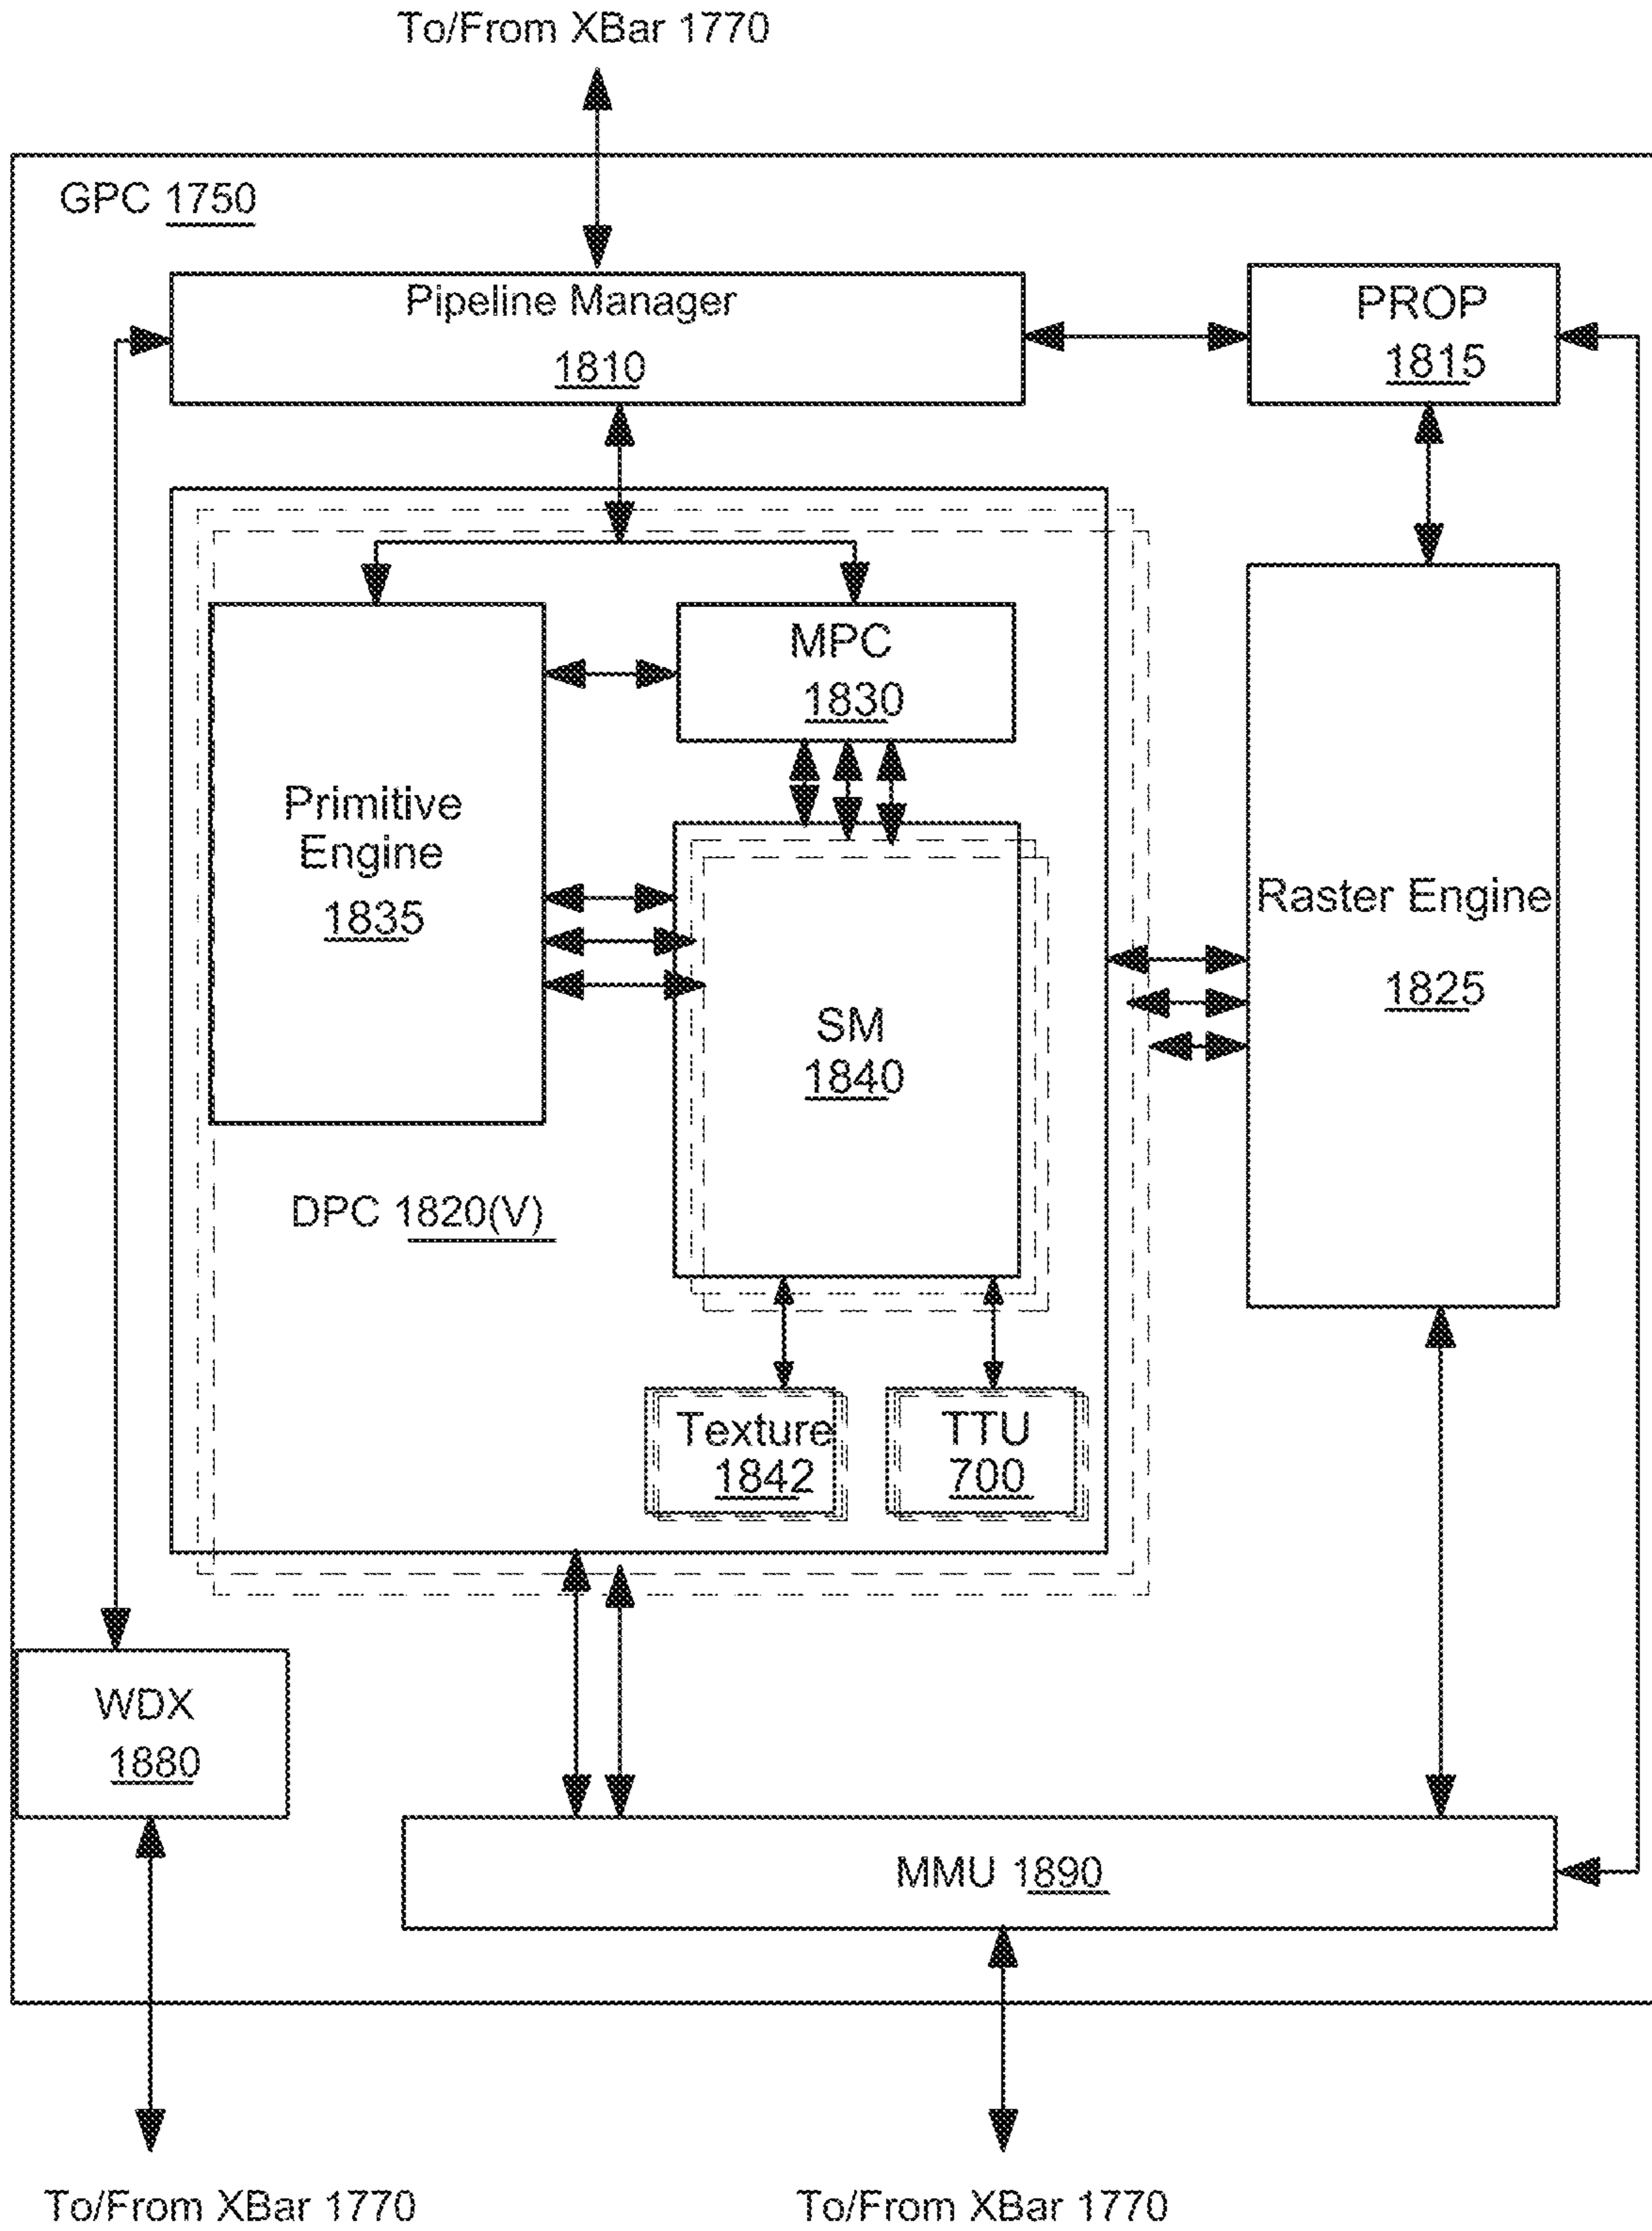 To/From XBar 1770
GPC 1750
Pipeline Manager
1810
PROP
1815
MPC
1830
Primitive
Engine
1835
Raster Engine
1825
SM
1840
DPC 1820(V)
Texture
1842
TTU
700
WDX
1880
MMU 1890
To/From XBar 1770
To/From XBar 1770